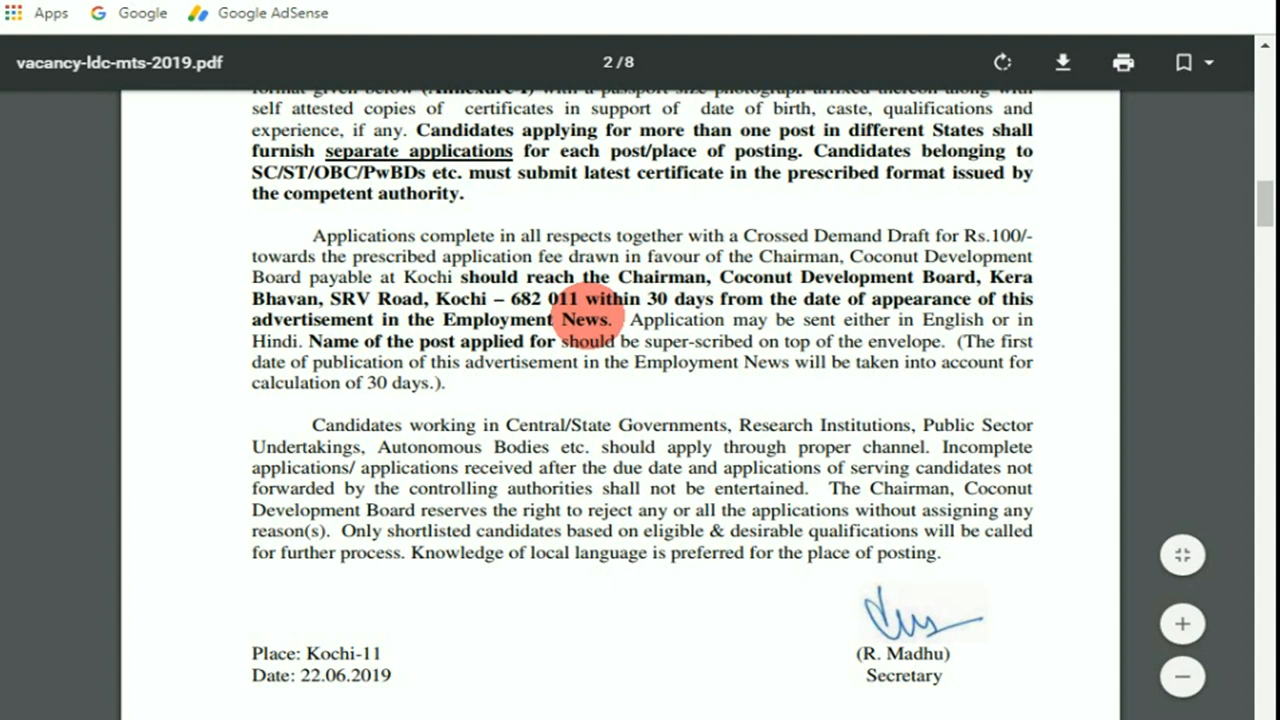 Apps Google Google AdSense
vacancy-ldc-mts-2019.pdf 2 / 8
format given below (Annexure-I) with a passport size photograph affixed thereon along with
self attested copies of certificates in support of date of birth, caste, qualifications and
experience, if any. Candidates applying for more than one post in different States shall
furnish separate applications for each post/place of posting. Candidates belonging to
SC/ST/OBC/PwBDs etc. must submit latest certificate in the prescribed format issued by
the competent authority.
Applications complete in all respects together with a Crossed Demand Draft for Rs.100/-
towards the prescribed application fee drawn in favour of the Chairman, Coconut Development
Board payable at Kochi should reach the Chairman, Coconut Development Board, Kera
Bhavan, SRV Road, Kochi – 682 011 within 30 days from the date of appearance of this
advertisement in the Employment News. Application may be sent either in English or in
Hindi. Name of the post applied for should be super-scribed on top of the envelope. (The first
date of publication of this advertisement in the Employment News will be taken into account for
calculation of 30 days.).
Candidates working in Central/State Governments, Research Institutions, Public Sector
Undertakings, Autonomous Bodies etc. should apply through proper channel. Incomplete
applications/ applications received after the due date and applications of serving candidates not
forwarded by the controlling authorities shall not be entertained. The Chairman, Coconut
Development Board reserves the right to reject any or all the applications without assigning any
reason(s). Only shortlisted candidates based on eligible & desirable qualifications will be called
for further process. Knowledge of local language is preferred for the place of posting.
(R. Madhu)
Secretary
Place: Kochi-11
Date: 22.06.2019